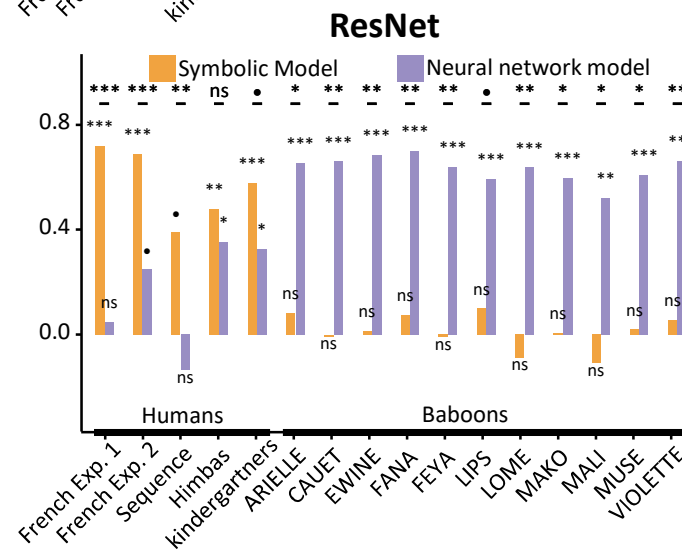 ResNet
Symbolic Model
Neural network model
*** *** ** ns • * ** ** ** ** • ** * * * **
0.8
0.4
0.0
*** ns
*** •
• ns
** *
*** *
ns ***
ns ***
ns ***
ns ***
ns ***
ns ***
ns ***
ns ***
ns **
ns ***
ns **
Humans
Baboons
French Exp. 1
French Exp. 2
Sequence
Himbas
kindergartners
ARIELLE
CAUET
EWINE
FANA
FEYA
LIPS
LOME
MAKO
MALI
MUSE
VIOLETTE